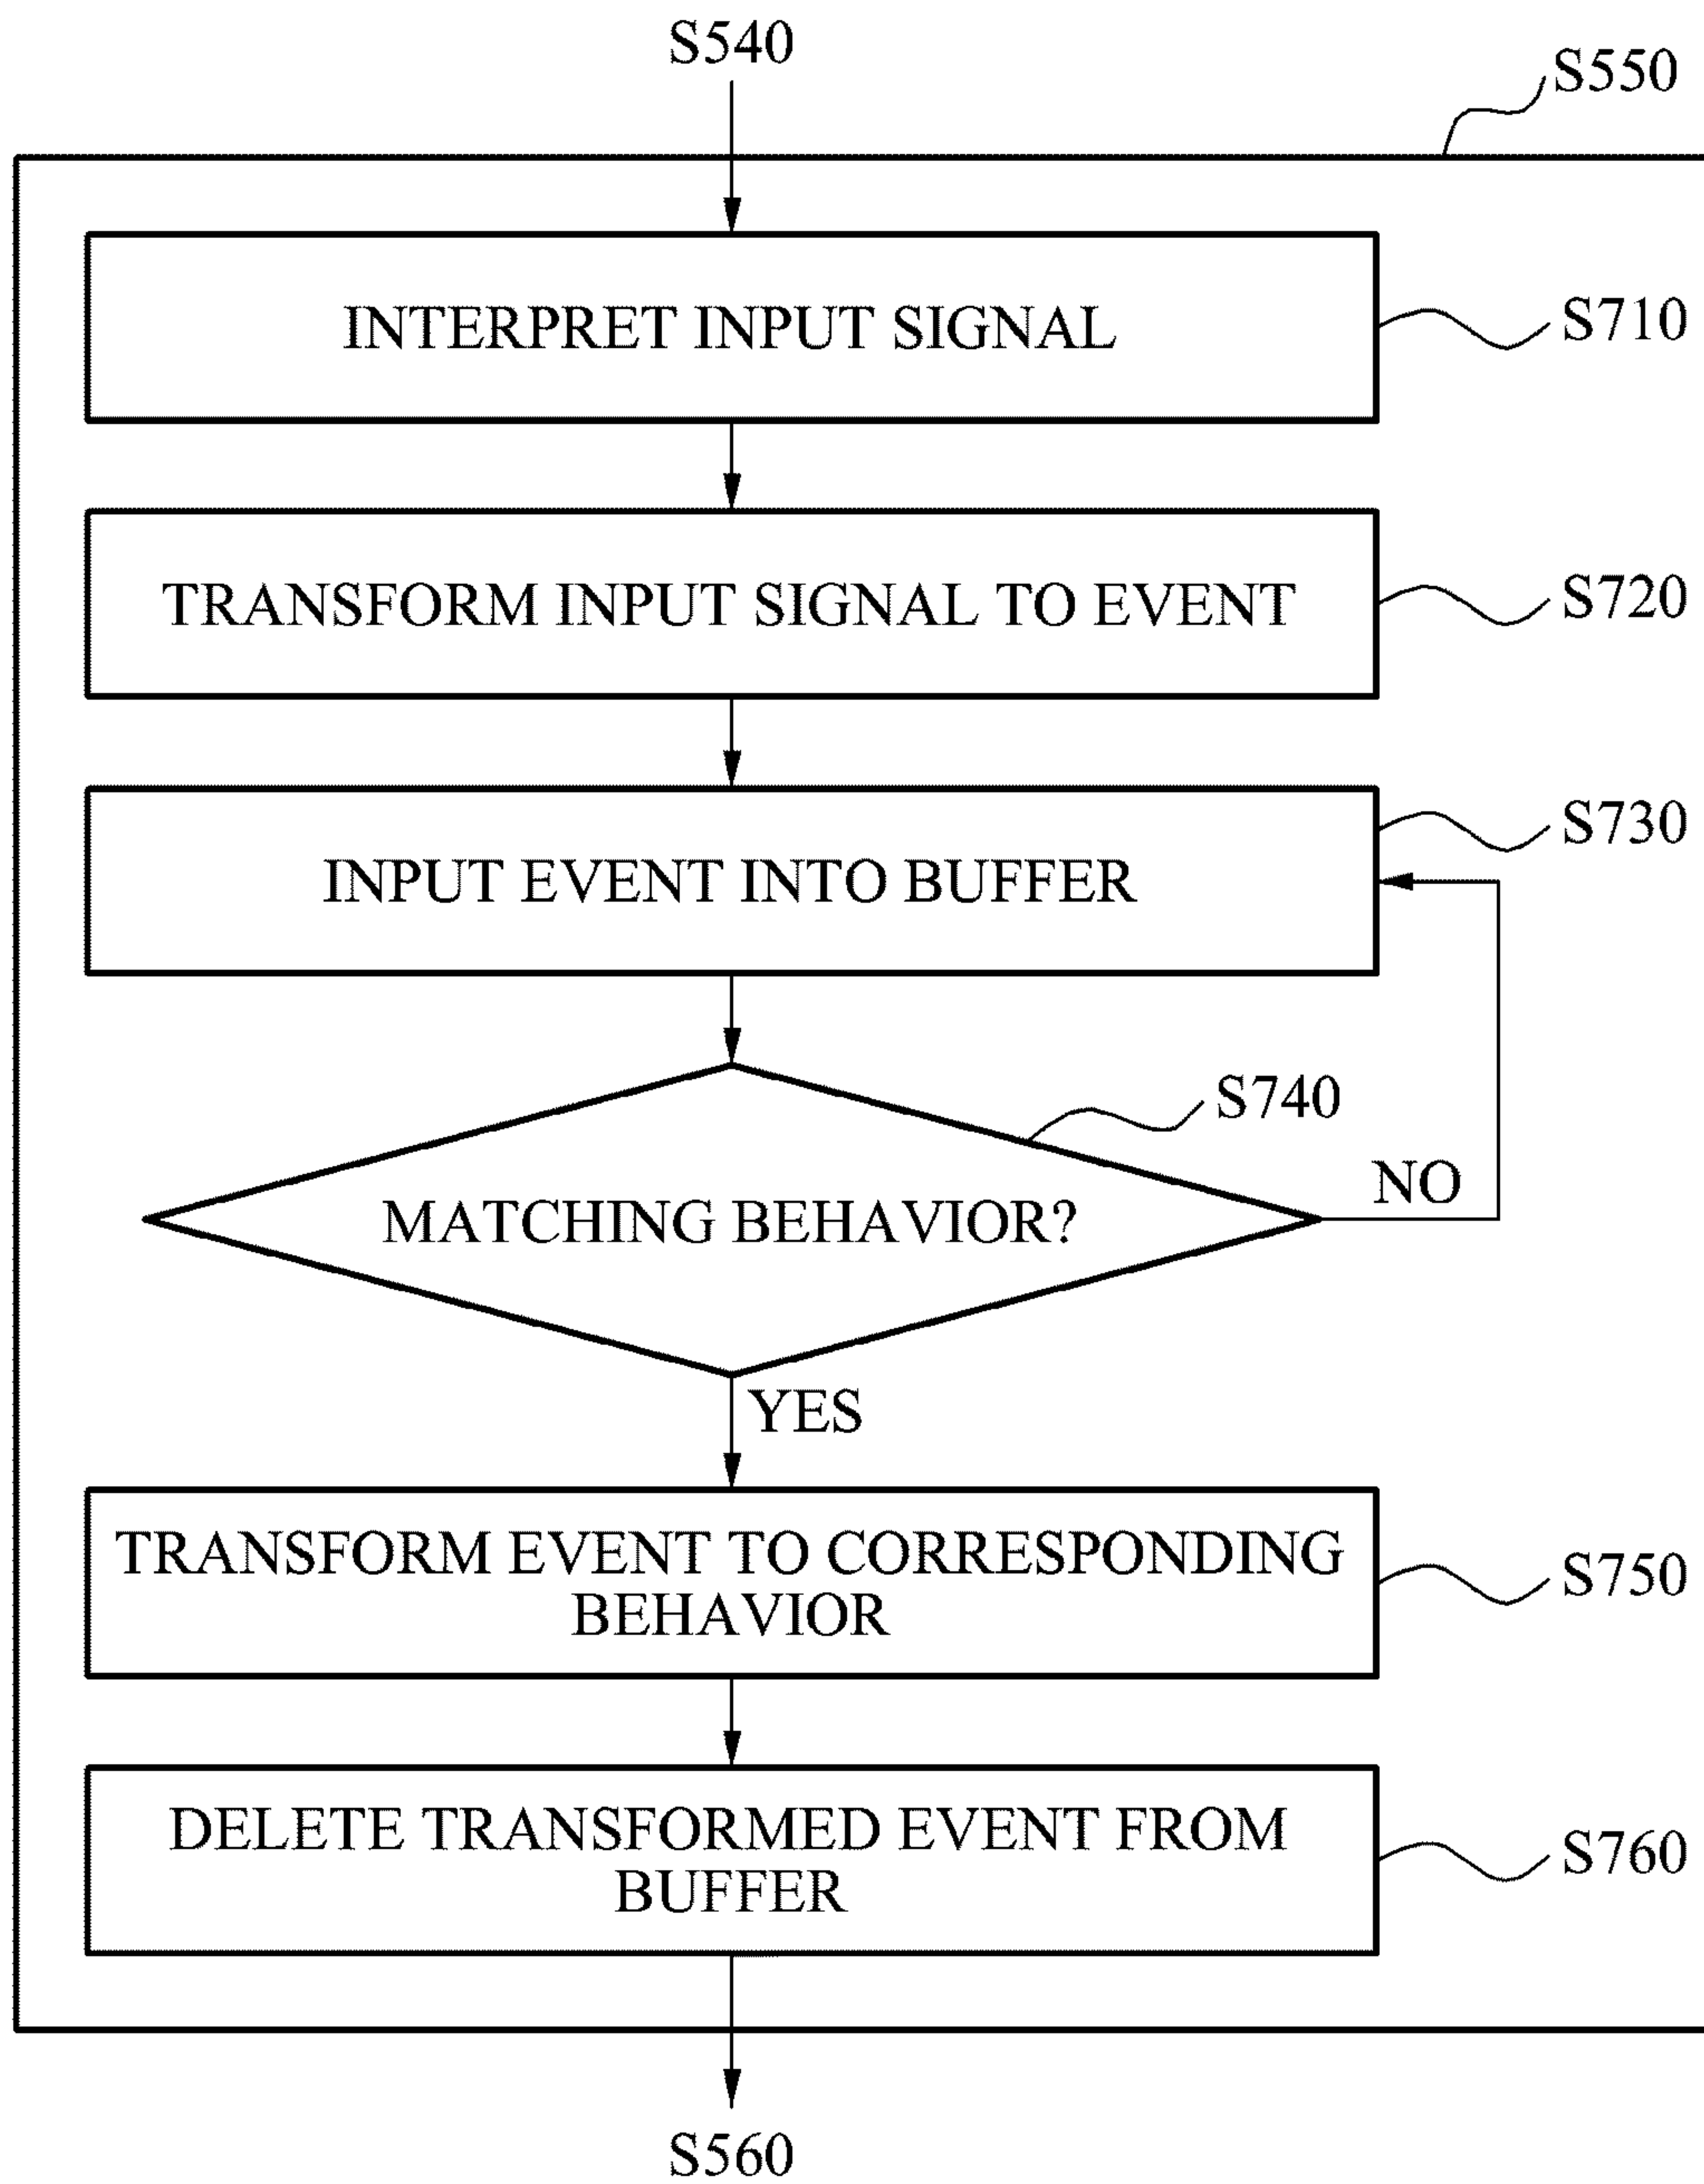 S540
S550
INTERPRET INPUT SIGNAL
S710
TRANSFORM INPUT SIGNAL TO EVENT
S720
S730
INPUT EVENT INTO BUFFER
S740
NO
MATCHING BEHAVIOR?
YES
TRANSFORM EVENT TO CORRESPONDING
BEHAVIOR
S750
DELETE TRANSFORMED EVENT FROM
BUFFER
S760
S560